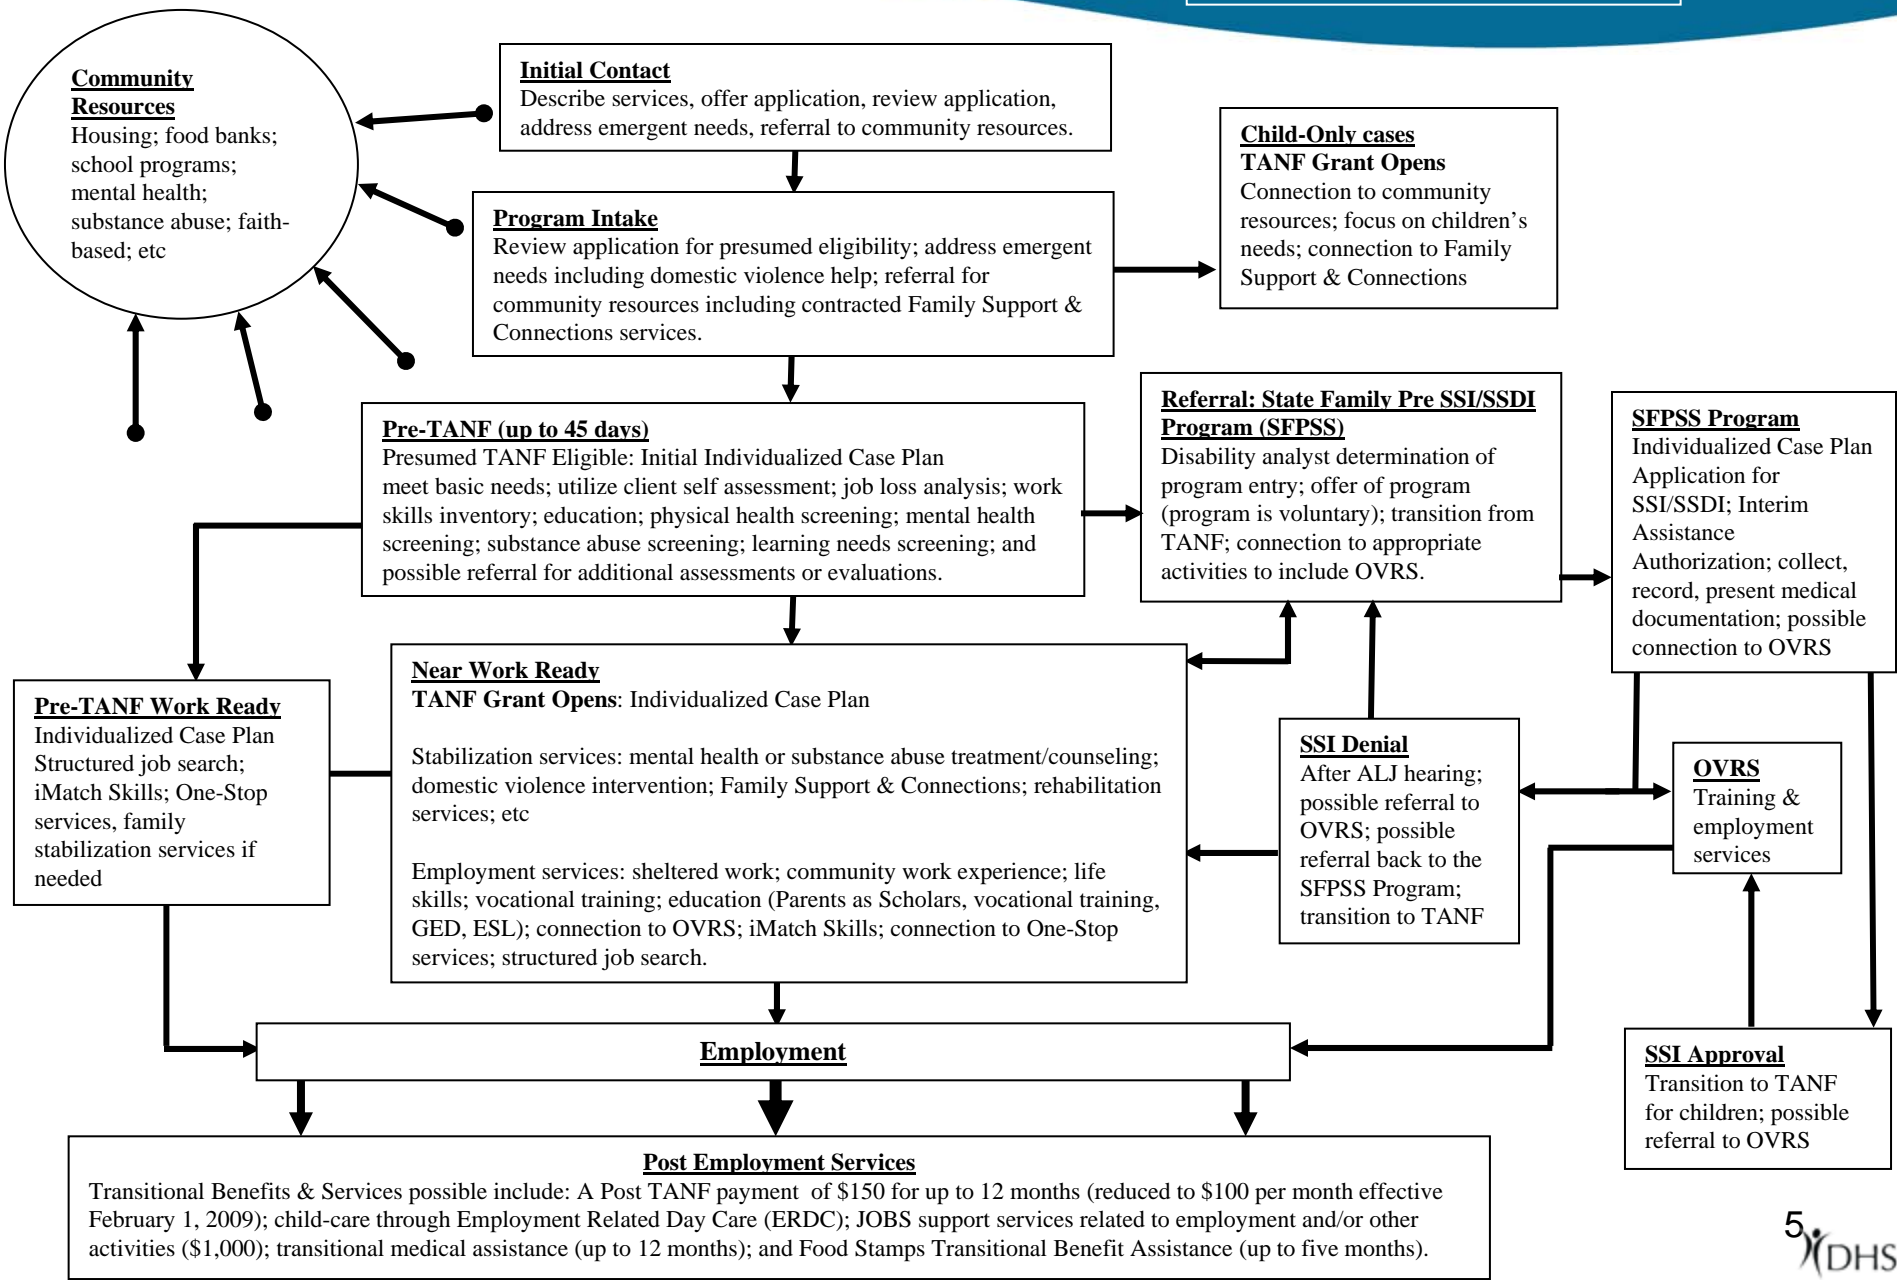 Community
Resources
Housing; food banks;
school programs;
mental health;
substance abuse; faith-
based; etc
Initial Contact
Describe services, offer application, review application,
address emergent needs, referral to community resources.
Child-Only cases
TANF Grant Opens
Connection to community
resources; focus on children’s
needs; connection to Family
Support & Connections
Program Intake
Review application for presumed eligibility; address emergent
needs including domestic violence help; referral for
community resources including contracted Family Support &
Connections services.
Pre-TANF (up to 45 days)
Presumed TANF Eligible: Initial Individualized Case Plan
meet basic needs; utilize client self assessment; job loss analysis; work
skills inventory; education; physical health screening; mental health
screening; substance abuse screening; learning needs screening; and
possible referral for additional assessments or evaluations.
Referral: State Family Pre SSI/SSDI
Program (SFPSS)
Disability analyst determination of
program entry; offer of program
(program is voluntary); transition from
TANF; connection to appropriate
activities to include OVRS.
SFPSS Program
Individualized Case Plan
Application for
SSI/SSDI; Interim
Assistance
Authorization; collect,
record, present medical
documentation; possible
connection to OVRS
Pre-TANF Work Ready
Individualized Case Plan
Structured job search;
iMatch Skills; One-Stop
services, family
stabilization services if
needed
Near Work Ready
TANF Grant Opens: Individualized Case Plan
Stabilization services: mental health or substance abuse treatment/counseling;
domestic violence intervention; Family Support & Connections; rehabilitation
services; etc
Employment services: sheltered work; community work experience; life
skills; vocational training; education (Parents as Scholars, vocational training,
GED, ESL); connection to OVRS; iMatch Skills; connection to One-Stop
services; structured job search.
SSI Denial
After ALJ hearing;
possible referral to
OVRS; possible
referral back to the
SFPSS Program;
transition to TANF
OVRS
Training &
employment
services
SSI Approval
Transition to TANF
for children; possible
referral to OVRS
Employment
Post Employment Services
Transitional Benefits & Services possible include: A Post TANF payment of $150 for up to 12 months (reduced to $100 per month effective
February 1, 2009); child-care through Employment Related Day Care (ERDC); JOBS support services related to employment and/or other
activities ($1,000); transitional medical assistance (up to 12 months); and Food Stamps Transitional Benefit Assistance (up to five months).
5
DHS